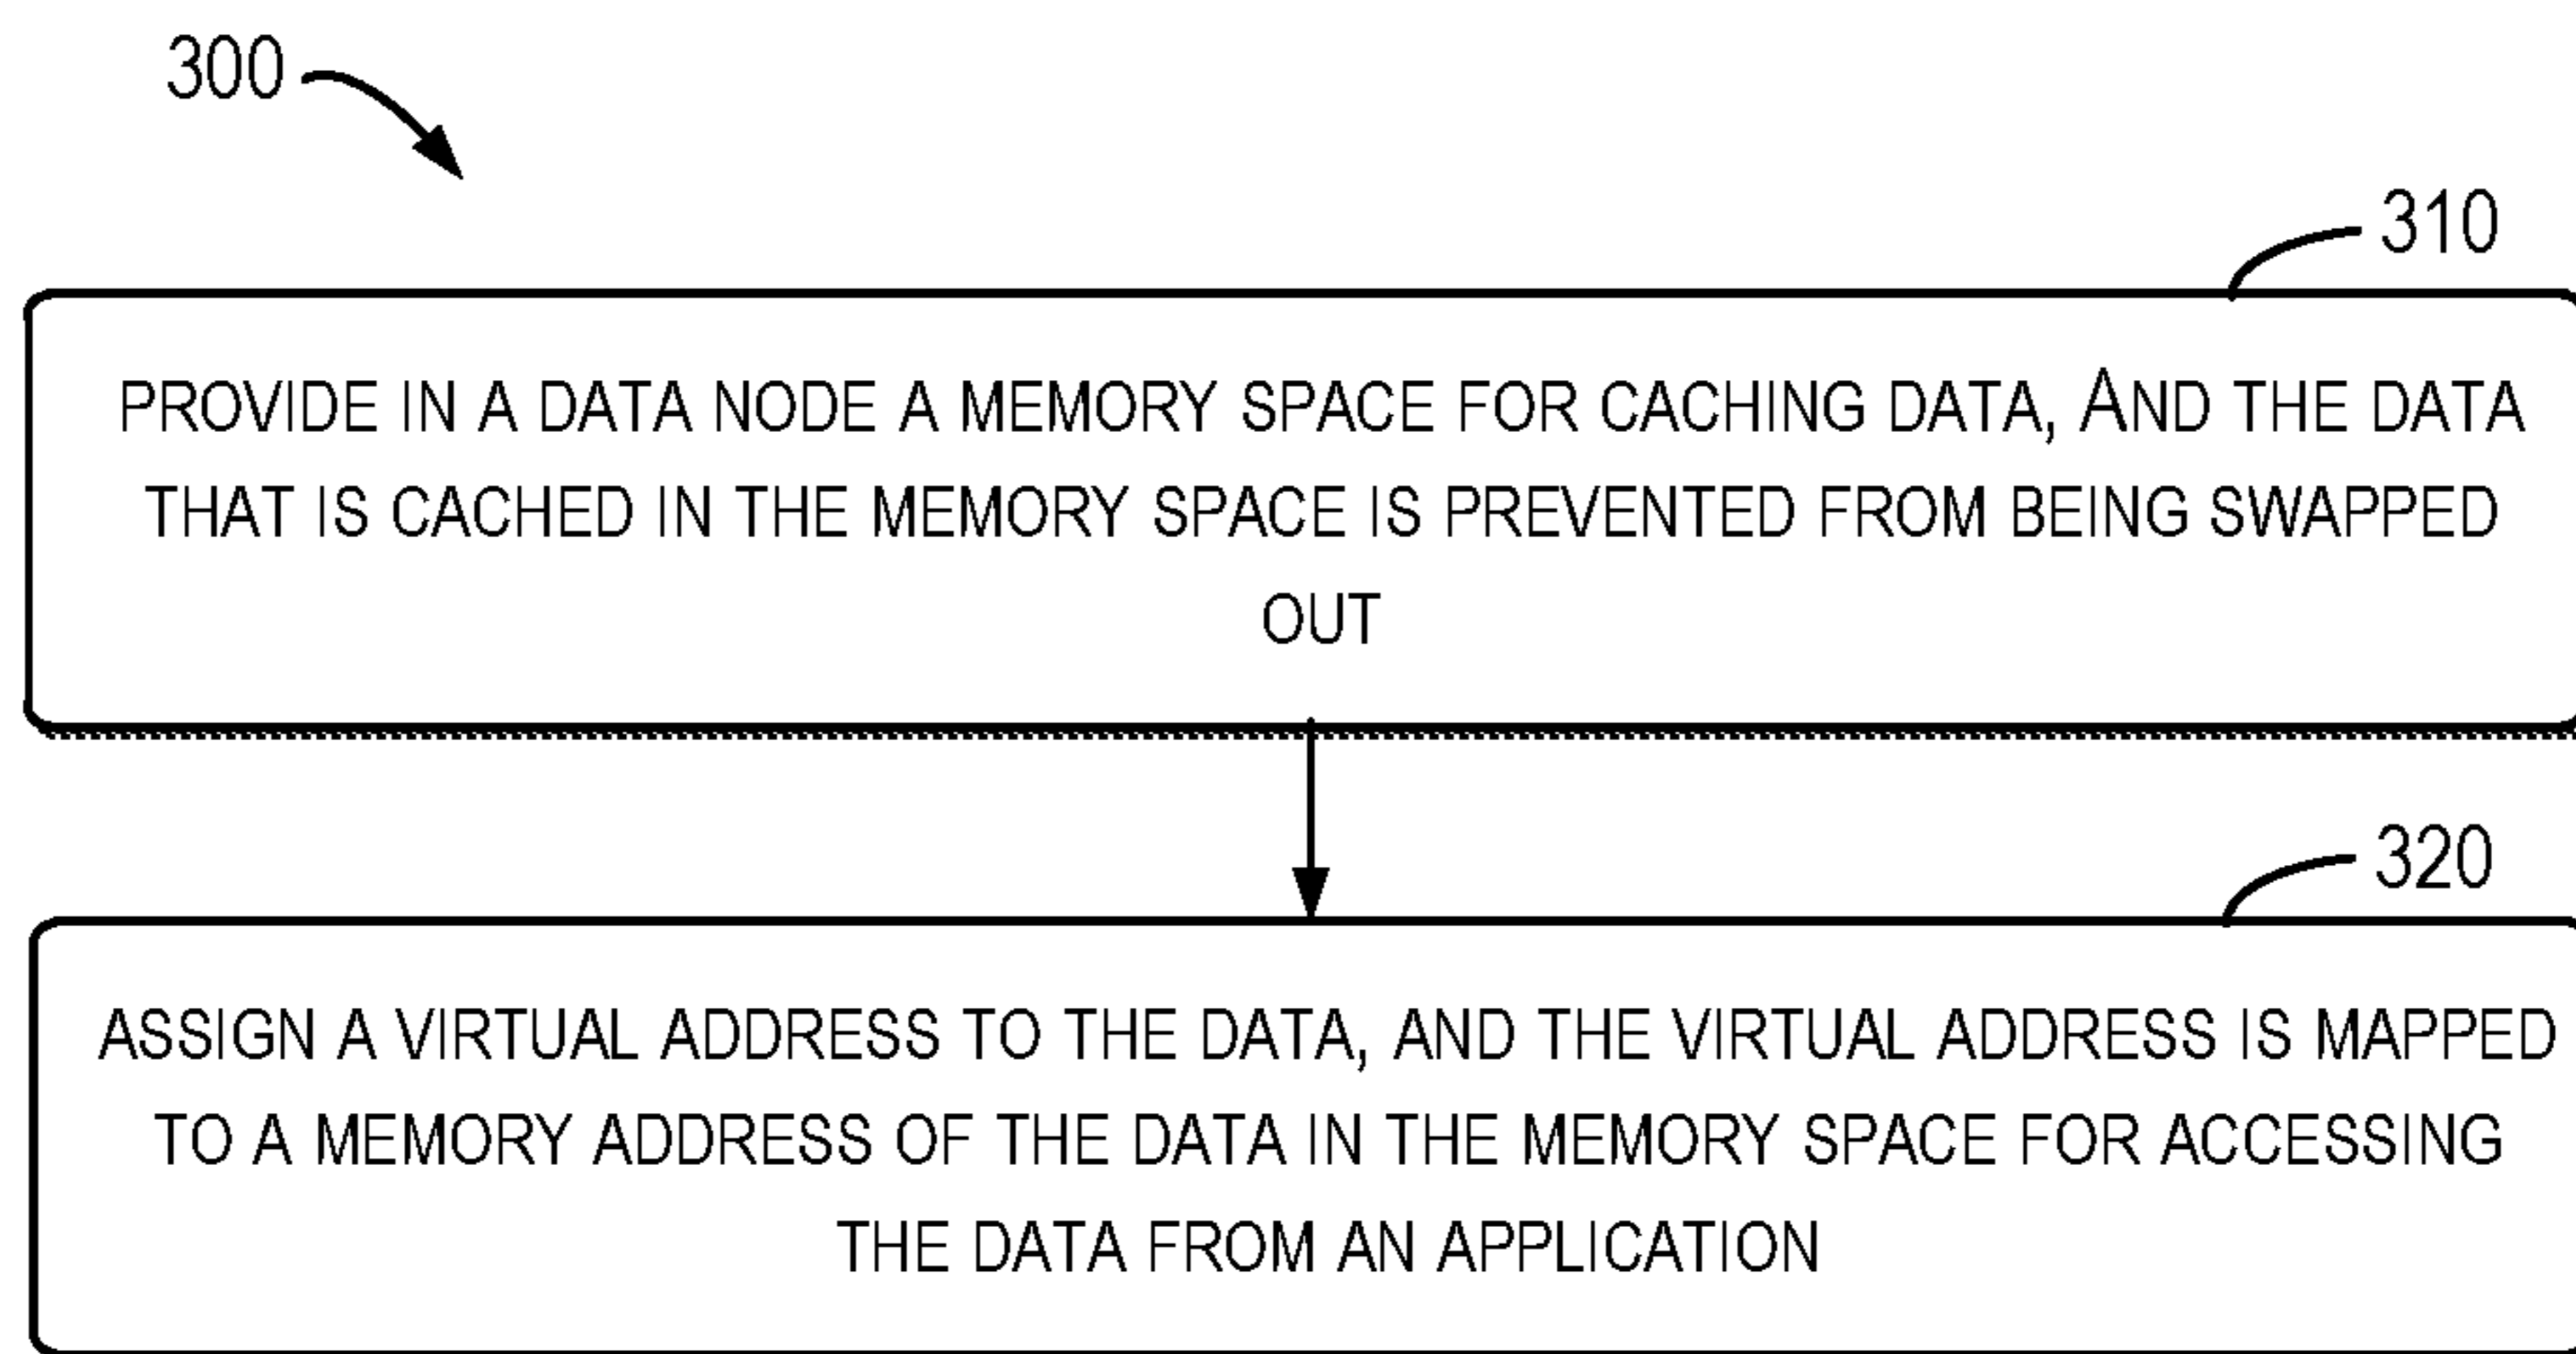 300
310
PROVIDE IN A DATA NODE A MEMORY SPACE FOR CACHING DATA, AND THE DATA
THAT IS CACHED IN THE MEMORY SPACE IS PREVENTED FROM BEING SWAPPED
OUT
320
ASSIGN A VIRTUAL ADDRESS TO THE DATA, AND THE VIRTUAL ADDRESS IS MAPPED
TO A MEMORY ADDRESS OF THE DATA IN THE MEMORY SPACE FOR ACCESSING
THE DATA FROM AN APPLICATION